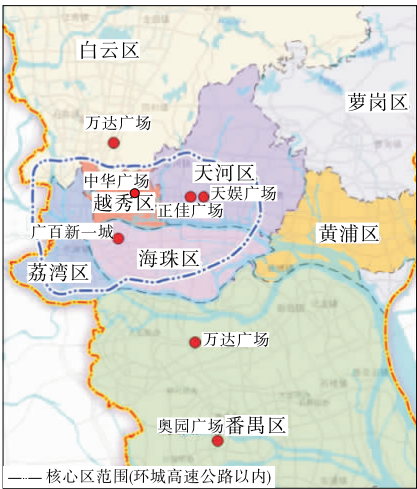 白云区
萝岗区
万达广场
天河区
中华广场
越秀区
天娱广场
正佳广场
广百新一城
黄浦区
海珠区
荔湾区
万达广场
奥园广场
番禺区
核心区范围(环城高速公路以内)